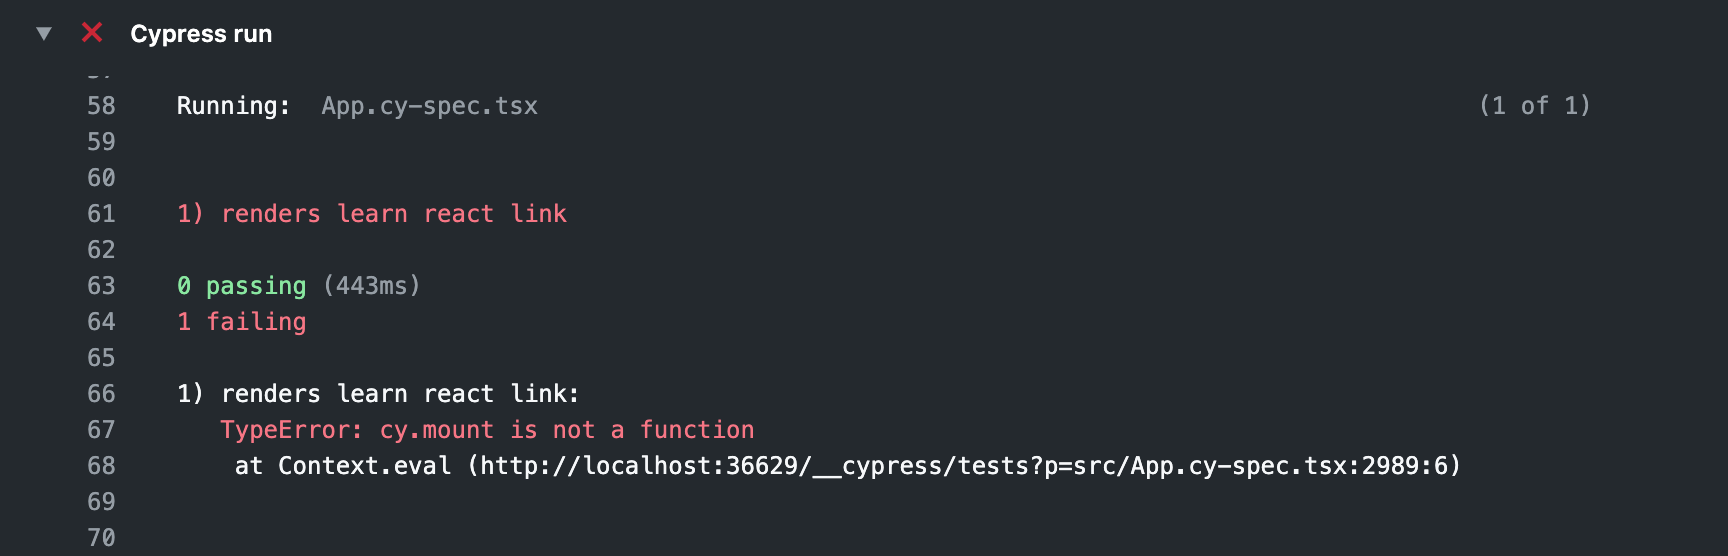 Cypress run
58 Running: App.cy-spec.tsx (1 of 1)
59
60
61 1) renders learn react link
62
63 0 passing (443ms)
64 1 failing
65
66 1) renders learn react link:
67 TypeError: cy.mount is not a function
68 at Context.eval (http://localhost:36629/__cypress/tests?p=src/App.cy-spec.tsx:2989:6)
69
70